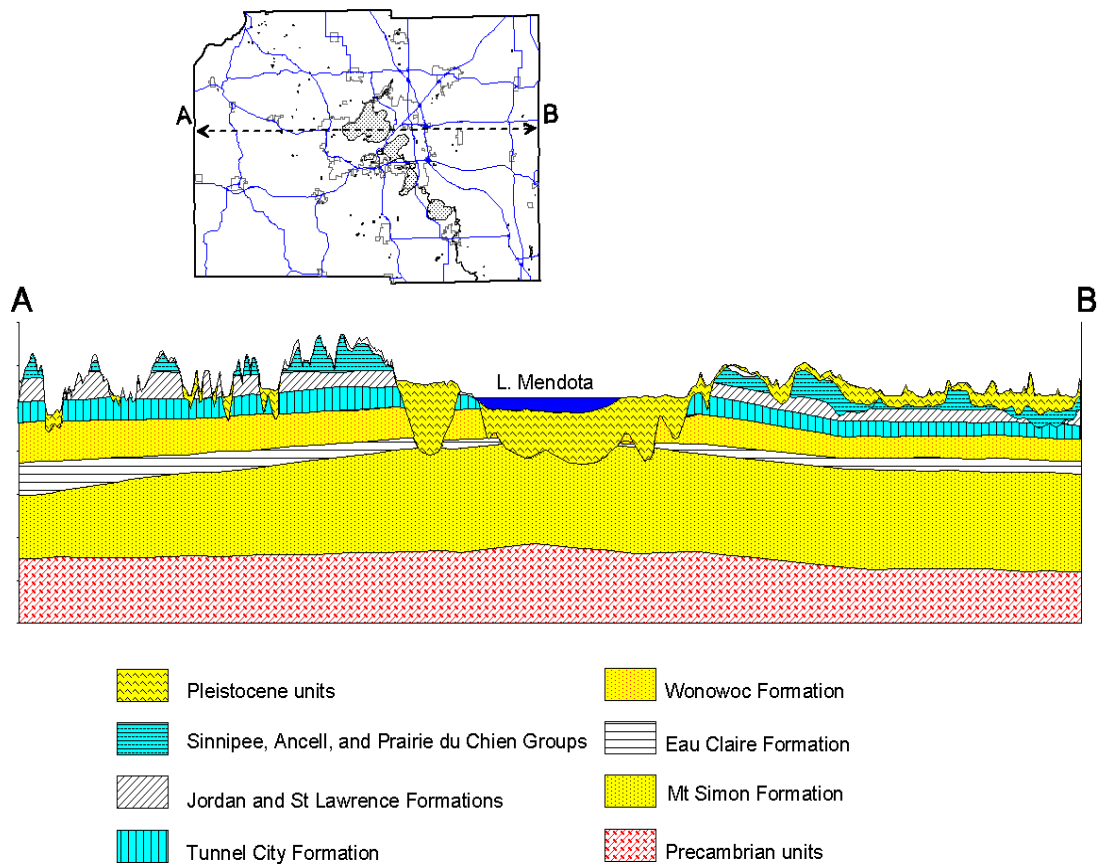 A
B
A
B
L. Mendota
Pleistocene units
Sinnipee, Ancell, and Prairie du Chien Groups
Jordan and St Lawrence Formations
Tunnel City Formation
Wonowoc Formation
Eau Claire Formation
Mt Simon Formation
Precambrian units